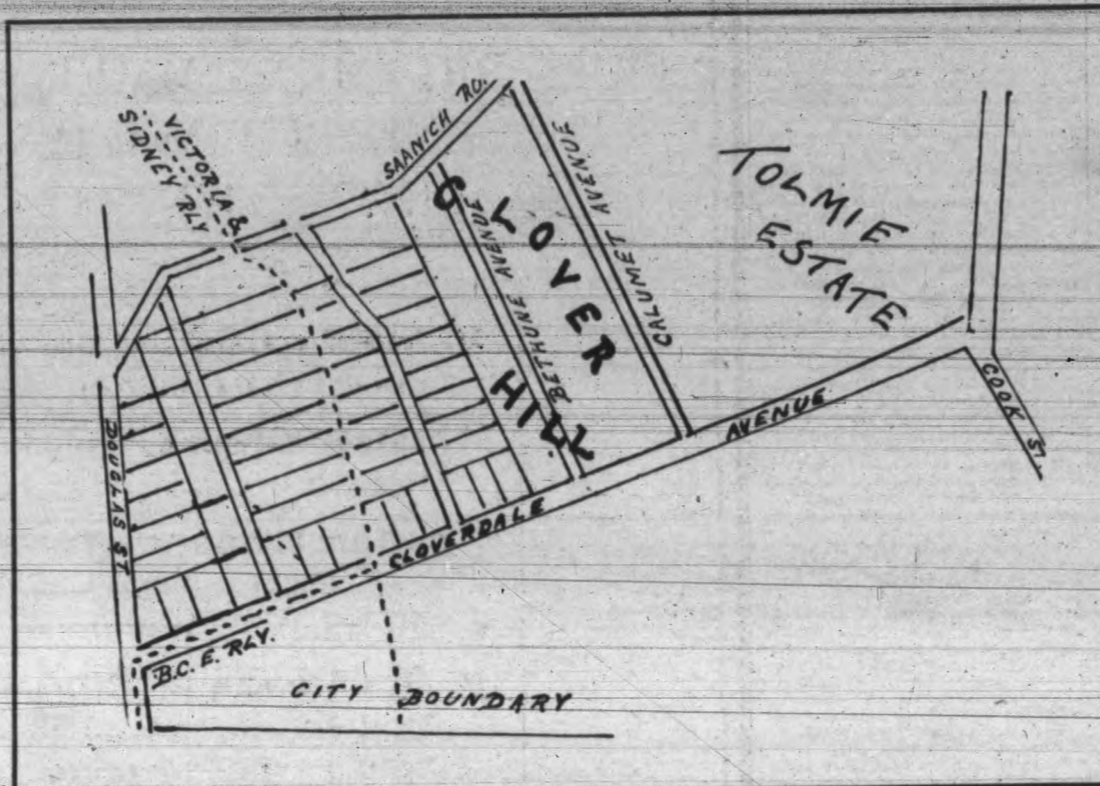 VICTORIA &
SIDNEY RLY
SAANICH RD.
CLOVER
HILL
BETHUNE AVENUE
CALUMET AVENUE
TOLMIE
ESTATE
COOK ST.
DOUGLAS ST
CLOVERDALE AVENUE
B.C. E. RLY.
CITY BOUNDARY